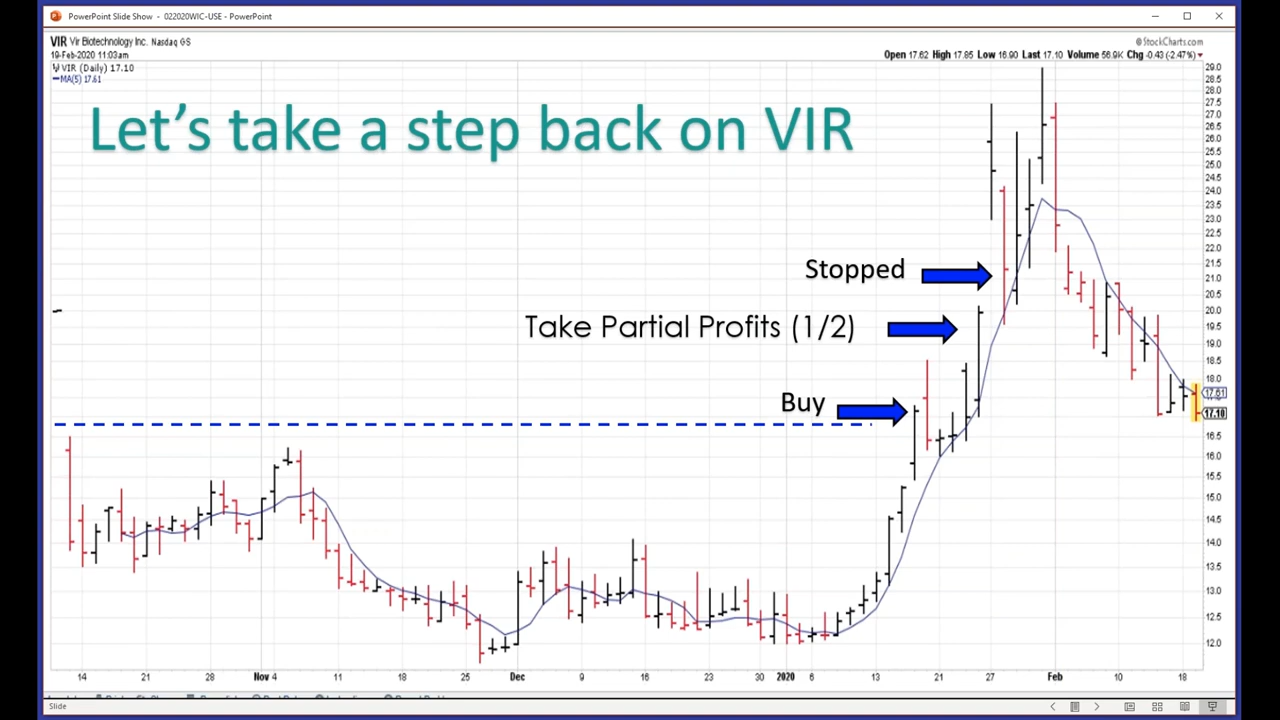 PowerPoint Slide Show - 022020WIC-USE - PowerPoint
VIR Vir Biotechnology Inc. Nasdaq GS
© StockCharts.com
19-Feb-2020 11:03am
Open 17.62 High 17.85 Low 16.90 Last 17.10 Volume 56.9K Chg -0.43 (-2.47%)
VIR (Daily) 17.10
MA(5) 17.61
Let's take a step back on VIR
Stopped
Take Partial Profits (1/2)
Buy
29.0
28.5
28.0
27.5
27.0
26.5
26.0
25.5
25.0
24.5
24.0
23.5
23.0
22.5
22.0
21.5
21.0
20.5
20.0
19.5
19.0
18.5
18.0
17.61
17.10
16.5
16.0
15.5
15.0
14.5
14.0
13.5
13.0
12.5
12.0
14 21 28 Nov 4 11 18 25 Dec 9 16 23 30 2020 6 13 21 27 Feb 10 18
Slide